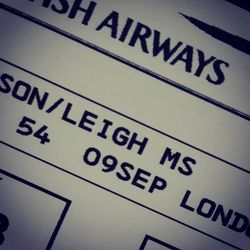 ISH AIRWAYS
SON/LEIGH MS
54 09SEP LONDO